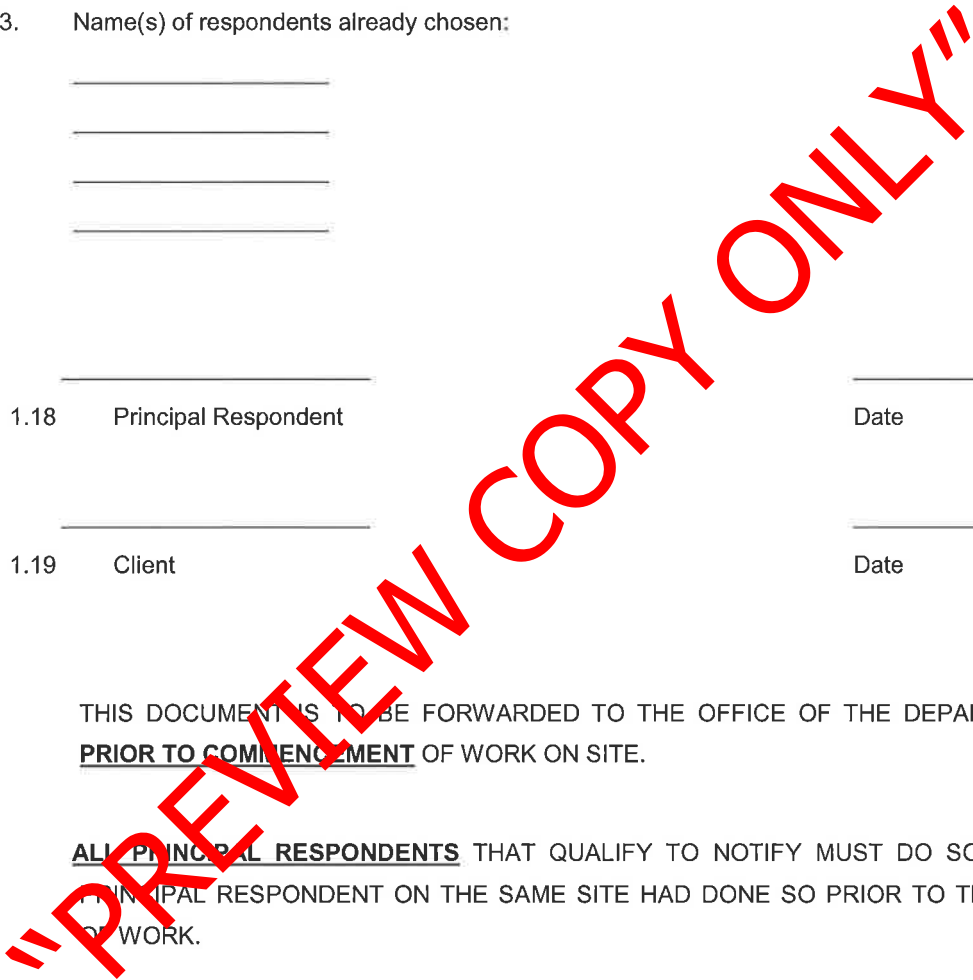 3. Name(s) of respondents already chosen:
1.18 Principal Respondent Date
1.19 Client Date
THIS DOCUMENT IS TO BE FORWARDED TO THE OFFICE OF THE DEPA
PRIOR TO COMMENCEMENT OF WORK ON SITE.
ALL PRINCIPAL RESPONDENTS THAT QUALIFY TO NOTIFY MUST DO SO
PRINCIPAL RESPONDENT ON THE SAME SITE HAD DONE SO PRIOR TO T
OF WORK.
"PREVIEW COPY ONLY"